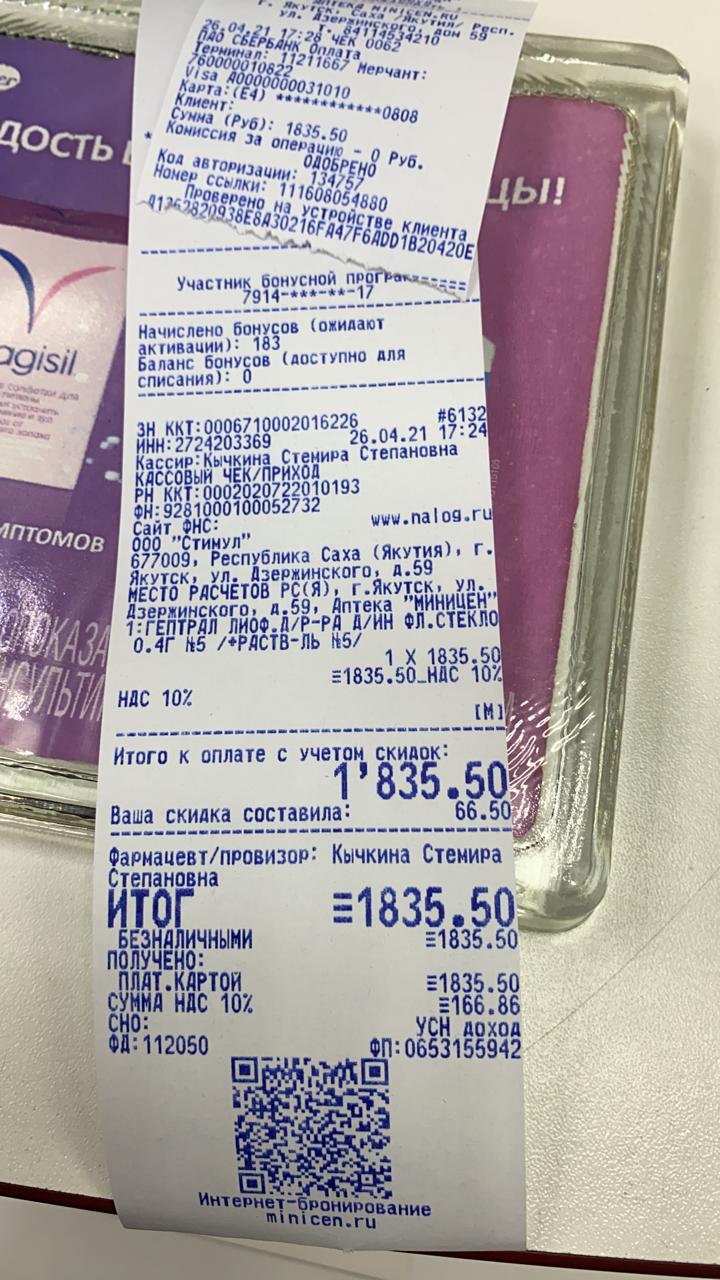 АПТЕКА MINICEN.RU
Г. ЯКУТСК, Саха /Якутия/ Респ.
ул. Дзержинского, дом 59
Т. 84114534210
26.04.21 17:28 ЧЕК 0062
ПАО СБЕРБАНК Оплата
Терминал: 11211667 Мерчант:
760000010822
Visa A0000000031010
Карта:(E4) ************0808
Клиент:
Сумма (Руб): 1835.50
Комиссия за операцию - 0 Руб.
ОДОБРЕНО
Код авторизации: 134757
Номер ссылки: 111608054880
Проверено на устройстве клиента
Участник бонусной
7914-***-**-17
Начислено бонусов (ожидают
активации): 183
Баланс бонусов (доступно для
списания): 0
ЗН ККТ:0006710002016226 #6132
ИНН:2724203369 26.04.21 17:24
Кассир:Кычкина Стемира Степановна
КАССОВЫЙ ЧЕК/ПРИХОД
РН ККТ:0002020722010193
ФН:9281000100052732
Сайт ФНС: www.nalog.ru
ООО "Стимул"
677009, Республика Саха (Якутия), г.
Якутск, ул. Дзержинского, д.59
МЕСТО РАСЧЕТОВ РС(Я), г.Якутск, ул.
Дзержинского, д.59, Аптека "МИНИЦЕН"
1:ГЕПТРАЛ ЛИОФ.Д/Р-РА Д/ИН ФЛ.СТЕКЛО
0.4Г №5 /+РАСТВ-ЛЬ №5/
1 X 1835.50
≡1835.50_НДС 10%
НДС 10%
[М]
Итого к оплате с учетом скидок:
1'835.50
Ваша скидка составила: 66.50
Фармацевт/провизор: Кычкина Стемира
Степановна
ИТОГ ≡1835.50
БЕЗНАЛИЧНЫМИ ≡1835.50
ПОЛУЧЕНО:
ПЛАТ.КАРТОЙ ≡1835.50
СУММА НДС 10% ≡166.86
СНО: УСН доход
ФД:112050 ФП:0653155942
Интернет-бронирование
minicen.ru
agisil